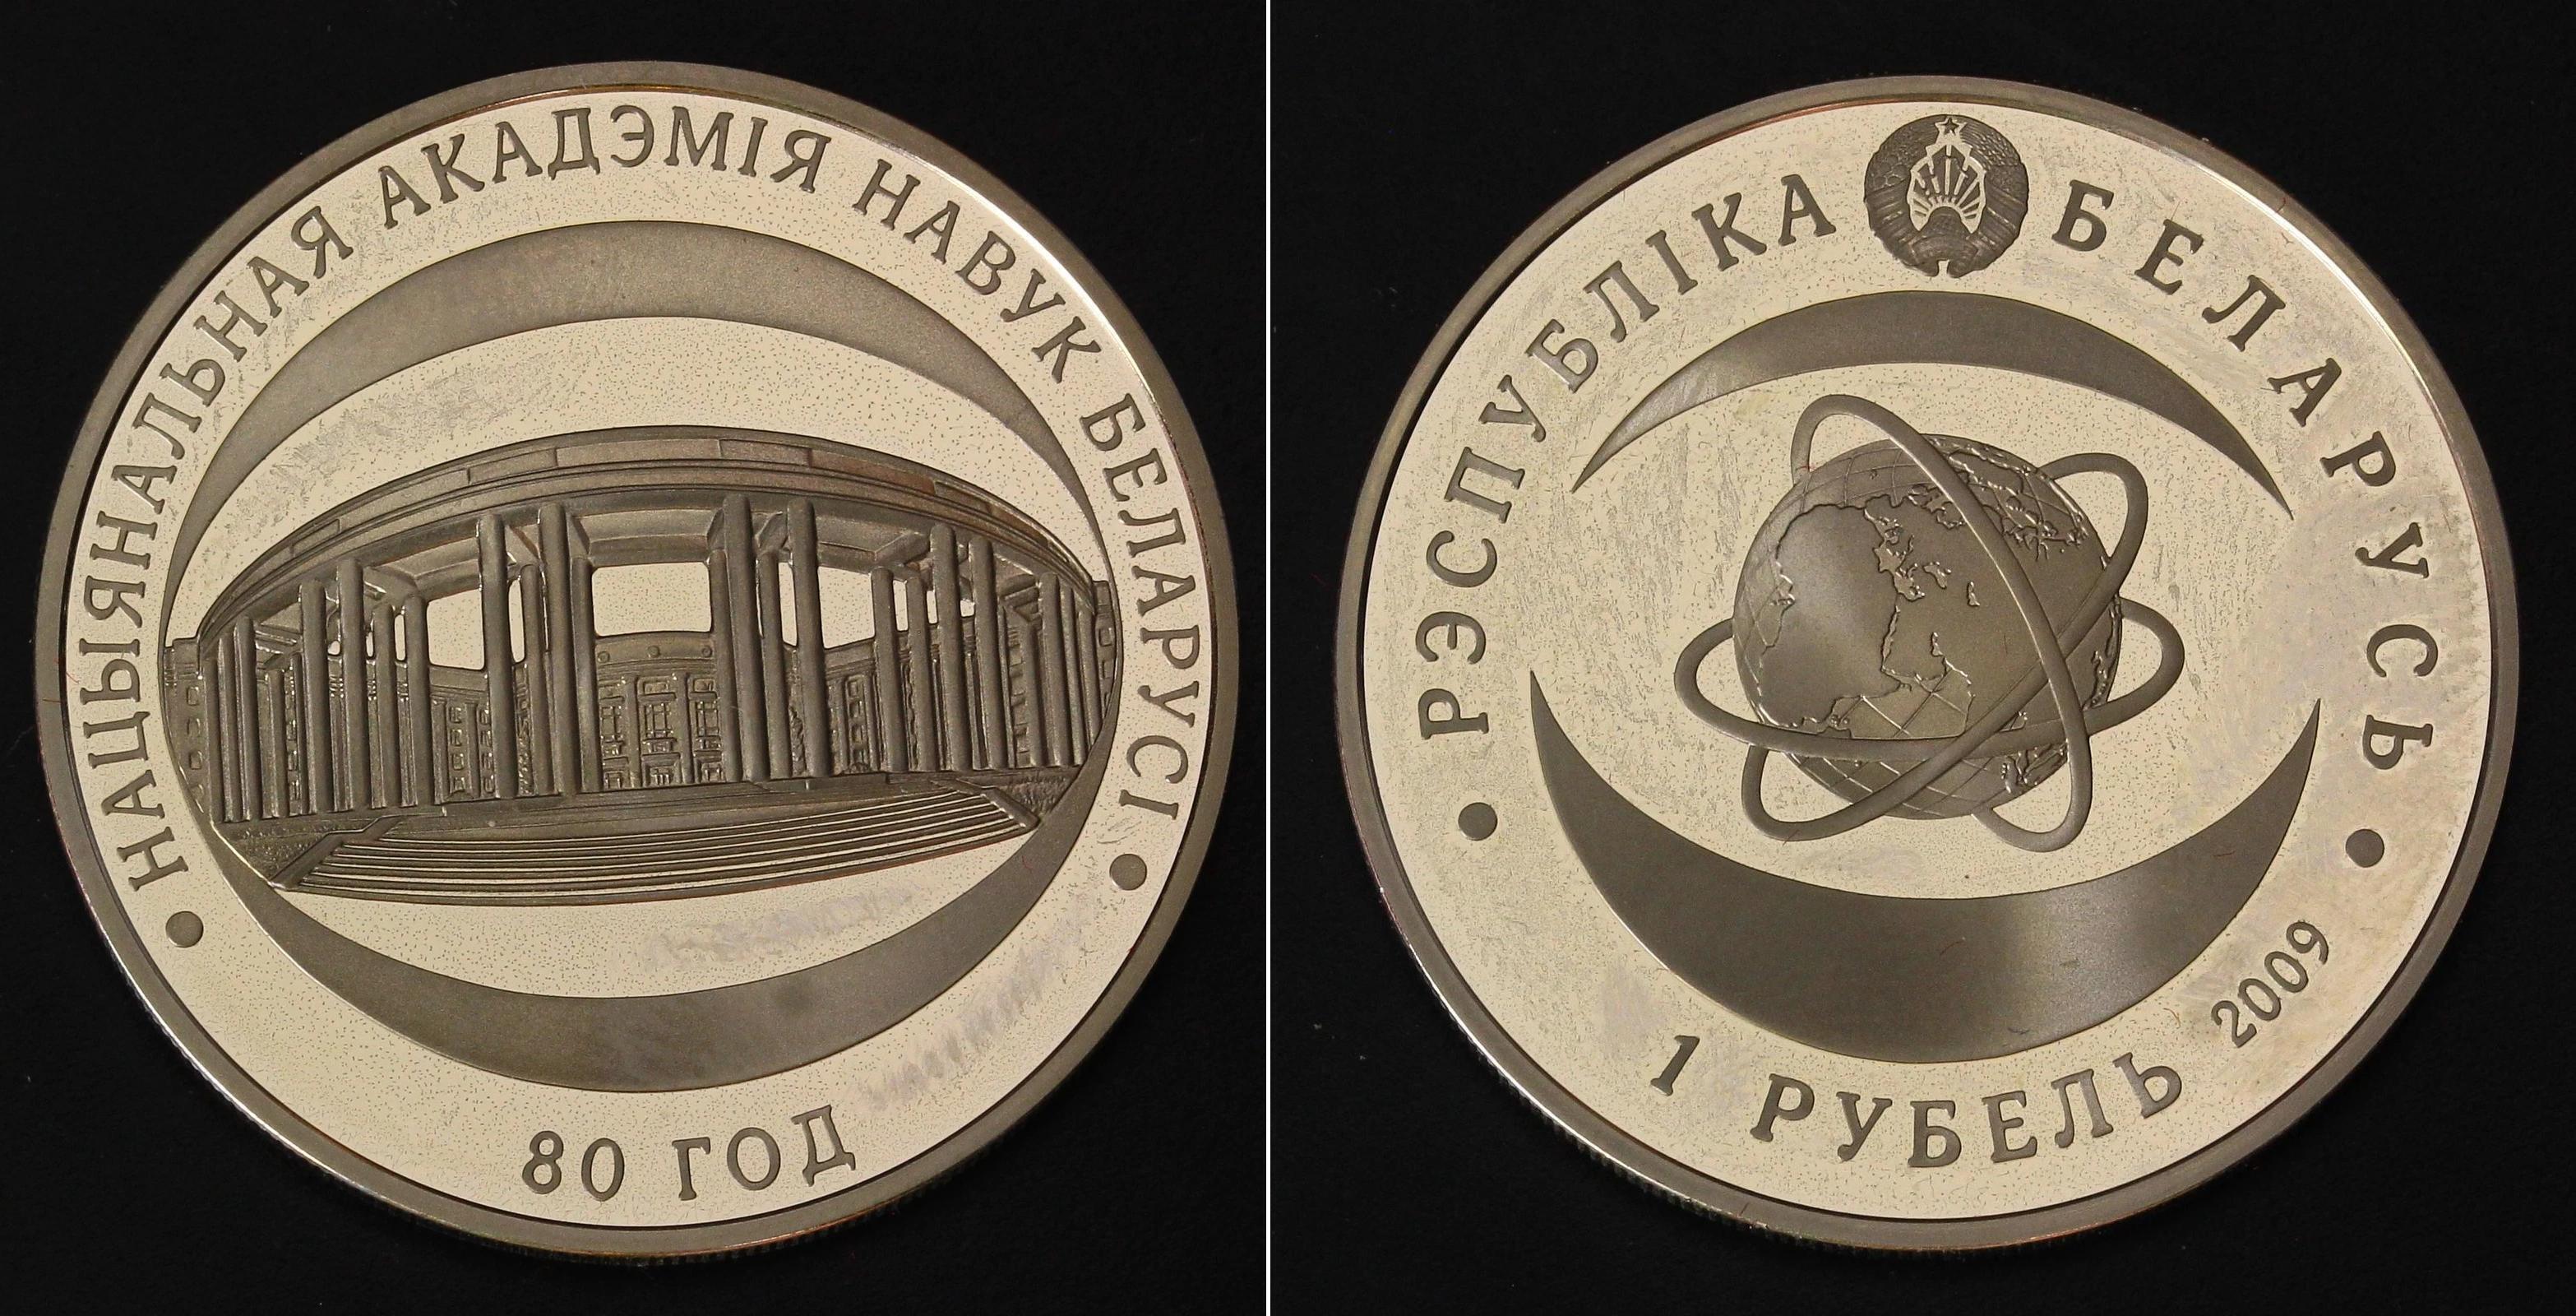 НАЦЫЯНАЛЬНАЯ АКАДЭМІЯ НАВУК БЕЛАРУСІ
80 ГОД
РЭСПУБЛІКА БЕЛАРУСЬ
1 РУБЕЛЬ 2009